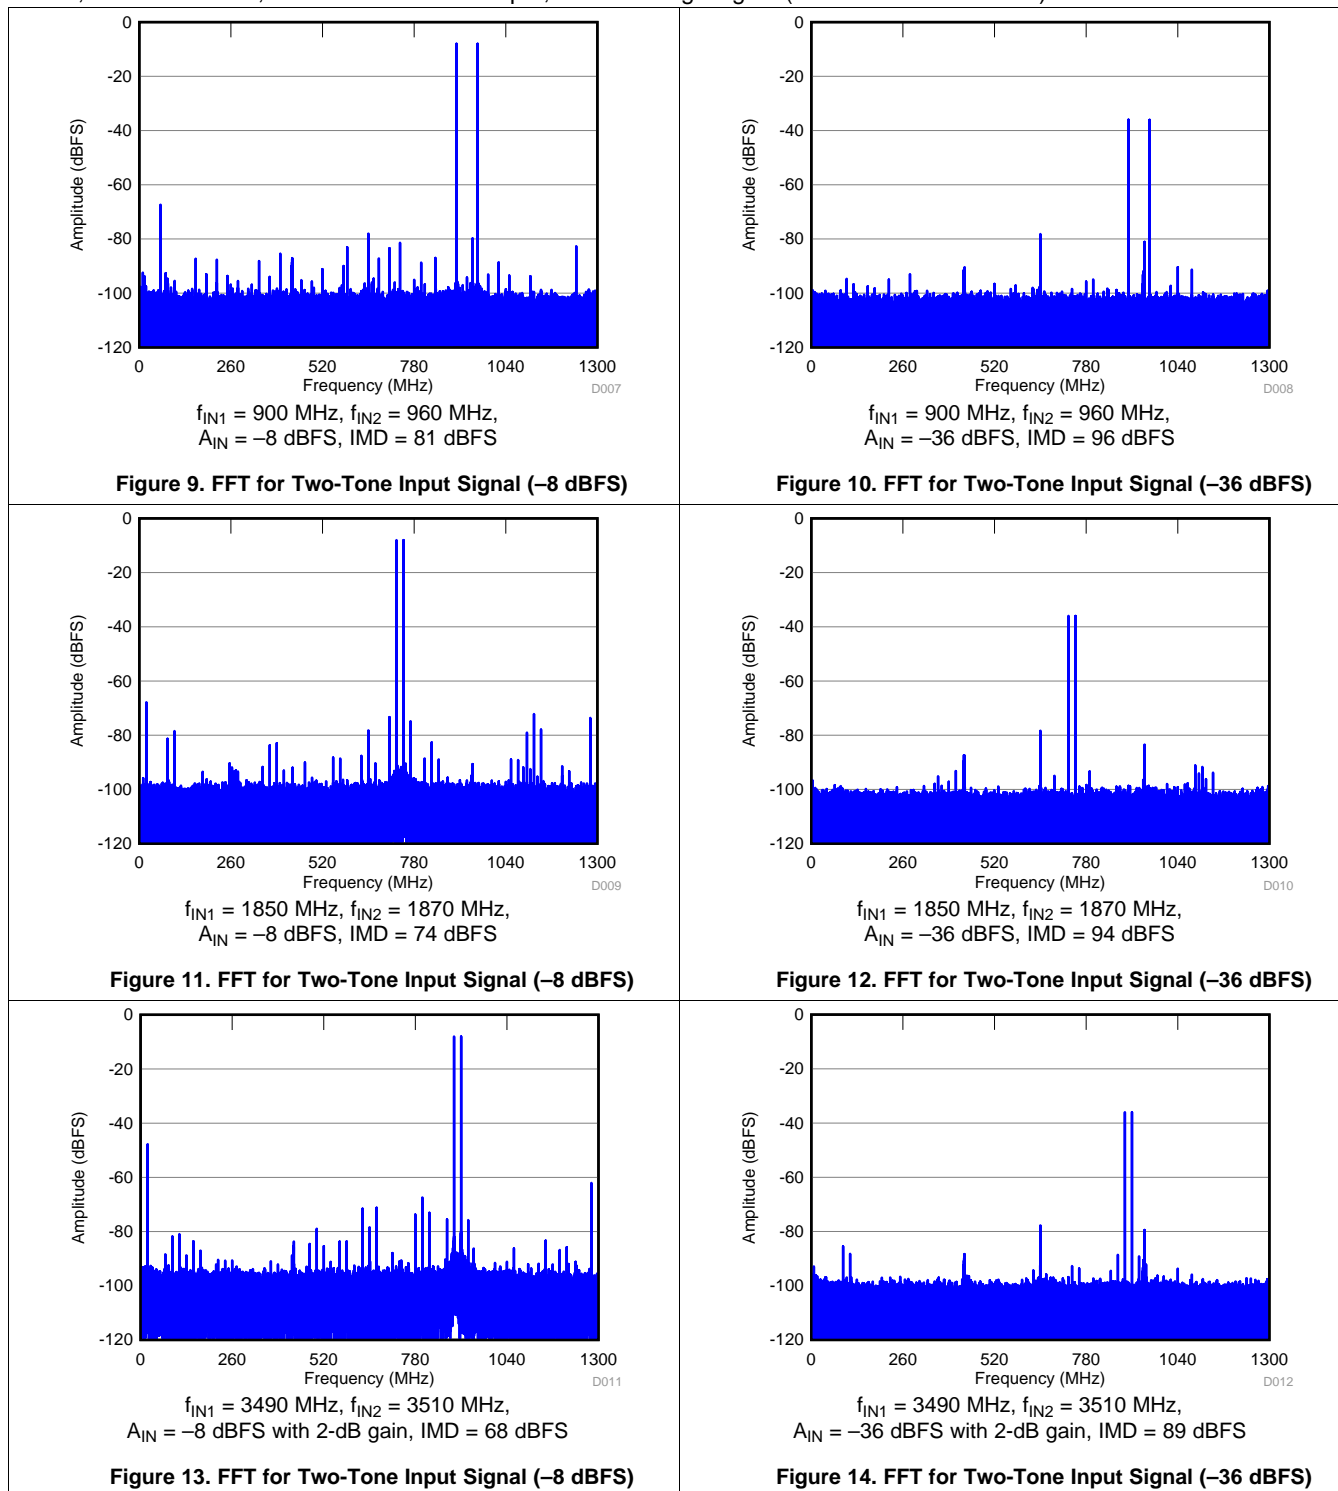 0
-20
-40
-60
-80
-100
-120
Amplitude (dBFS)
0 260 520 780 1040 1300
Frequency (MHz)
D007
fIN1 = 900 MHz, fIN2 = 960 MHz,
AIN = –8 dBFS, IMD = 81 dBFS
Figure 9. FFT for Two-Tone Input Signal (–8 dBFS)
0
-20
-40
-60
-80
-100
-120
Amplitude (dBFS)
0 260 520 780 1040 1300
Frequency (MHz)
D008
fIN1 = 900 MHz, fIN2 = 960 MHz,
AIN = –36 dBFS, IMD = 96 dBFS
Figure 10. FFT for Two-Tone Input Signal (–36 dBFS)
0
-20
-40
-60
-80
-100
-120
Amplitude (dBFS)
0 260 520 780 1040 1300
Frequency (MHz)
D009
fIN1 = 1850 MHz, fIN2 = 1870 MHz,
AIN = –8 dBFS, IMD = 74 dBFS
Figure 11. FFT for Two-Tone Input Signal (–8 dBFS)
0
-20
-40
-60
-80
-100
-120
Amplitude (dBFS)
0 260 520 780 1040 1300
Frequency (MHz)
D010
fIN1 = 1850 MHz, fIN2 = 1870 MHz,
AIN = –36 dBFS, IMD = 94 dBFS
Figure 12. FFT for Two-Tone Input Signal (–36 dBFS)
0
-20
-40
-60
-80
-100
-120
Amplitude (dBFS)
0 260 520 780 1040 1300
Frequency (MHz)
D011
fIN1 = 3490 MHz, fIN2 = 3510 MHz,
AIN = –8 dBFS with 2-dB gain, IMD = 68 dBFS
Figure 13. FFT for Two-Tone Input Signal (–8 dBFS)
0
-20
-40
-60
-80
-100
-120
Amplitude (dBFS)
0 260 520 780 1040 1300
Frequency (MHz)
D012
fIN1 = 3490 MHz, fIN2 = 3510 MHz,
AIN = –36 dBFS with 2-dB gain, IMD = 89 dBFS
Figure 14. FFT for Two-Tone Input Signal (–36 dBFS)